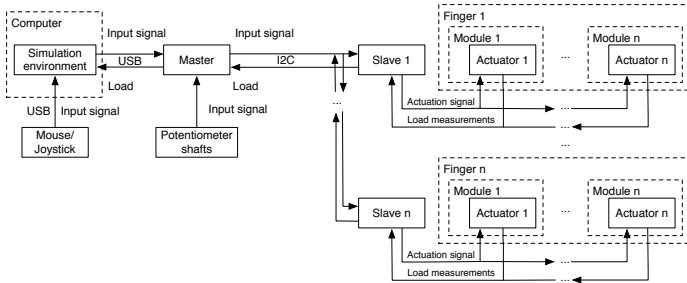 Computer
Simulation
environment
Input signal
USB
Load
Master
Input signal
I2C
Load
Slave 1
USB
Input signal
Mouse/
Joystick
Input signal
Potentiometer
shafts
...
Finger 1
Module 1
Actuator 1
...
Module n
Actuator n
Actuation signal
...
Load measurements
...
...
Finger n
Module 1
Actuator 1
...
Module n
Actuator n
Slave n
Actuation signal
...
Load measurements
...